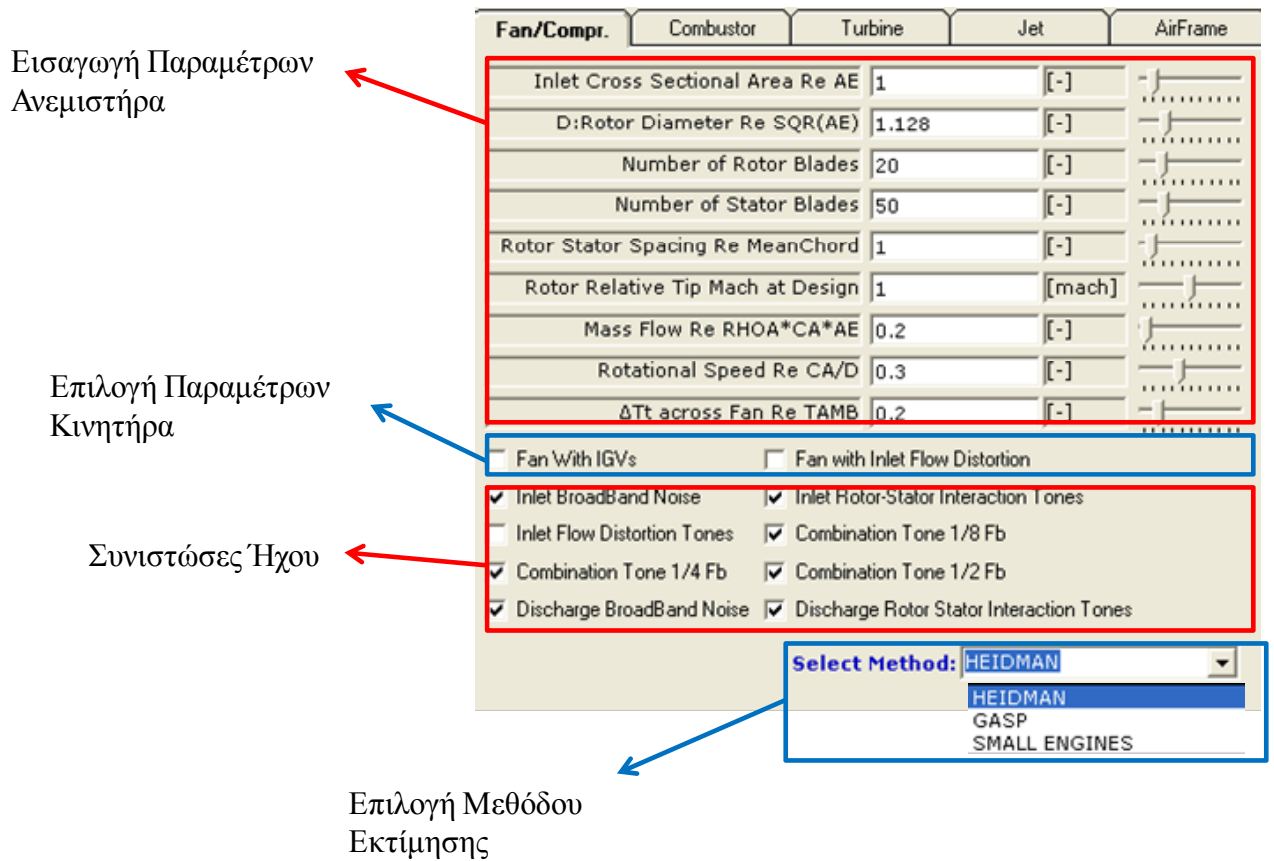 Fan/Compr. Combustor Turbine Jet AirFrame
Εισαγωγή Παραμέτρων
Ανεμιστήρα
Inlet Cross Sectional Area Re AE 1 [-]
D:Rotor Diameter Re SQR(AE) 1.128 [-]
Number of Rotor Blades 20 [-]
Number of Stator Blades 50 [-]
Rotor Stator Spacing Re MeanChord 1 [-]
Rotor Relative Tip Mach at Design 1 [mach]
Mass Flow Re RHOA*CA*AE 0.2 [-]
Rotational Speed Re CA/D 0.3 [-]
ΔTt across Fan Re TAMB 0.2 [-]
Επιλογή Παραμέτρων
Κινητήρα
Fan With IGVs Fan with Inlet Flow Distortion
Inlet BroadBand Noise Inlet Rotor-Stator Interaction Tones
Inlet Flow Distortion Tones Combination Tone 1/8 Fb
Combination Tone 1/4 Fb Combination Tone 1/2 Fb
Discharge BroadBand Noise Discharge Rotor Stator Interaction Tones
Συνιστώσες Ήχου
Select Method: HEIDMAN
HEIDMAN
GASP
SMALL ENGINES
Επιλογή Μεθόδου
Εκτίμησης